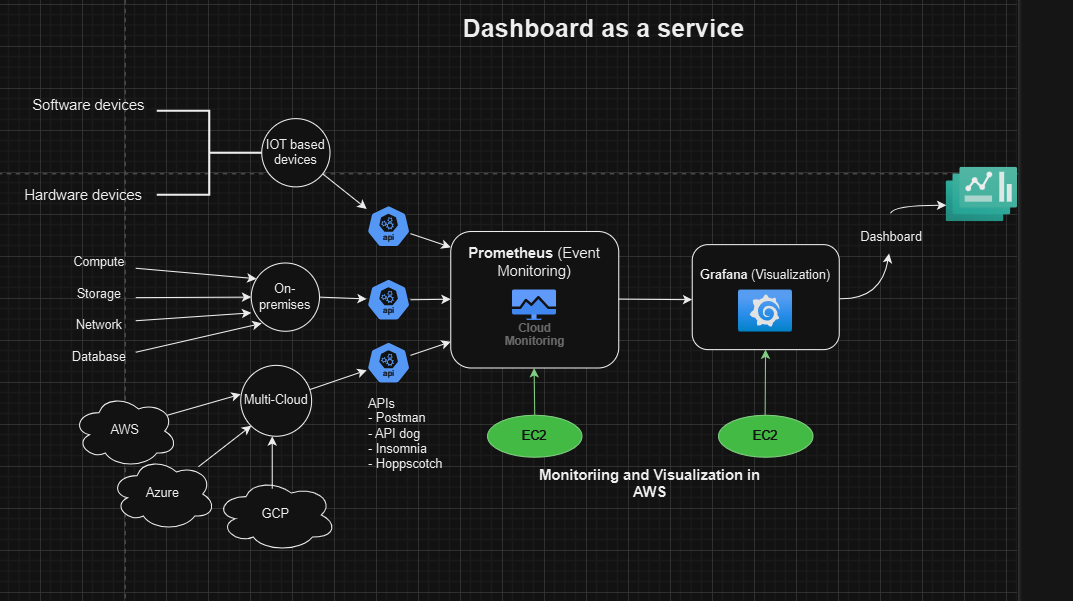 Dashboard as a service
Software devices
Hardware devices
IOT based
devices
api
Compute
Storage
Network
Database
On-
premises
api
AWS
Azure
GCP
Multi-Cloud
api
APIs
- Postman
- API dog
- Insomnia
- Hoppscotch
Prometheus (Event
Monitoring)
Cloud
Monitoring
EC2
Grafana (Visualization)
EC2
Monitoriing and Visualization in
AWS
Dashboard